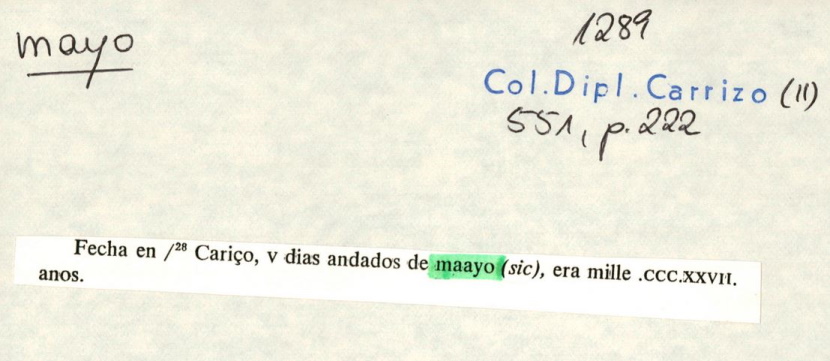 mayo
1289
Col.Dipl.Carrizo (II)
551, p. 222
Fecha en /²⁸ Cariço, v dias andados de maayo (sic), era mille .CCC.XXVII.
anos.